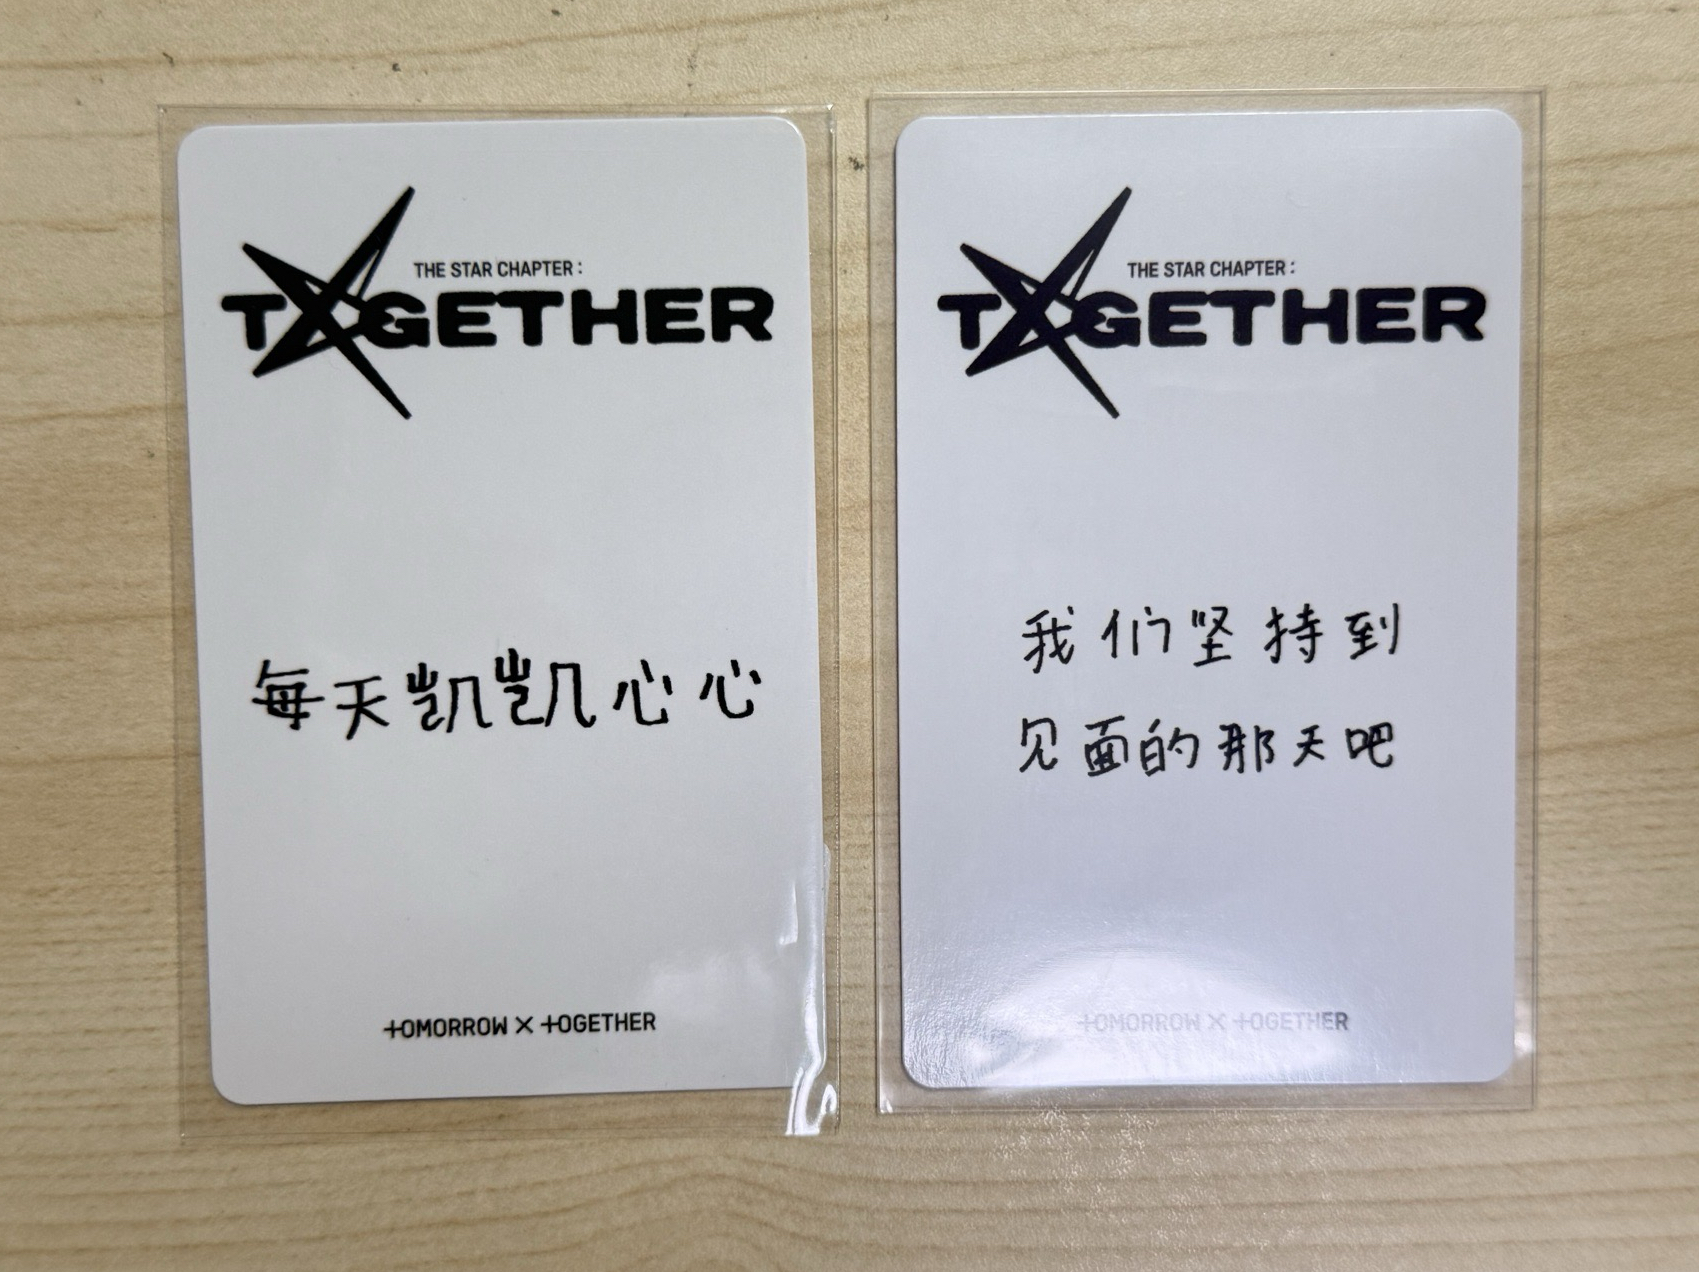 THE STAR CHAPTER :
TOGETHER
每天凯凯心心
TOMORROW X TOGETHER
THE STAR CHAPTER :
TOGETHER
我们坚持到
见面的那天吧
TOMORROW X TOGETHER